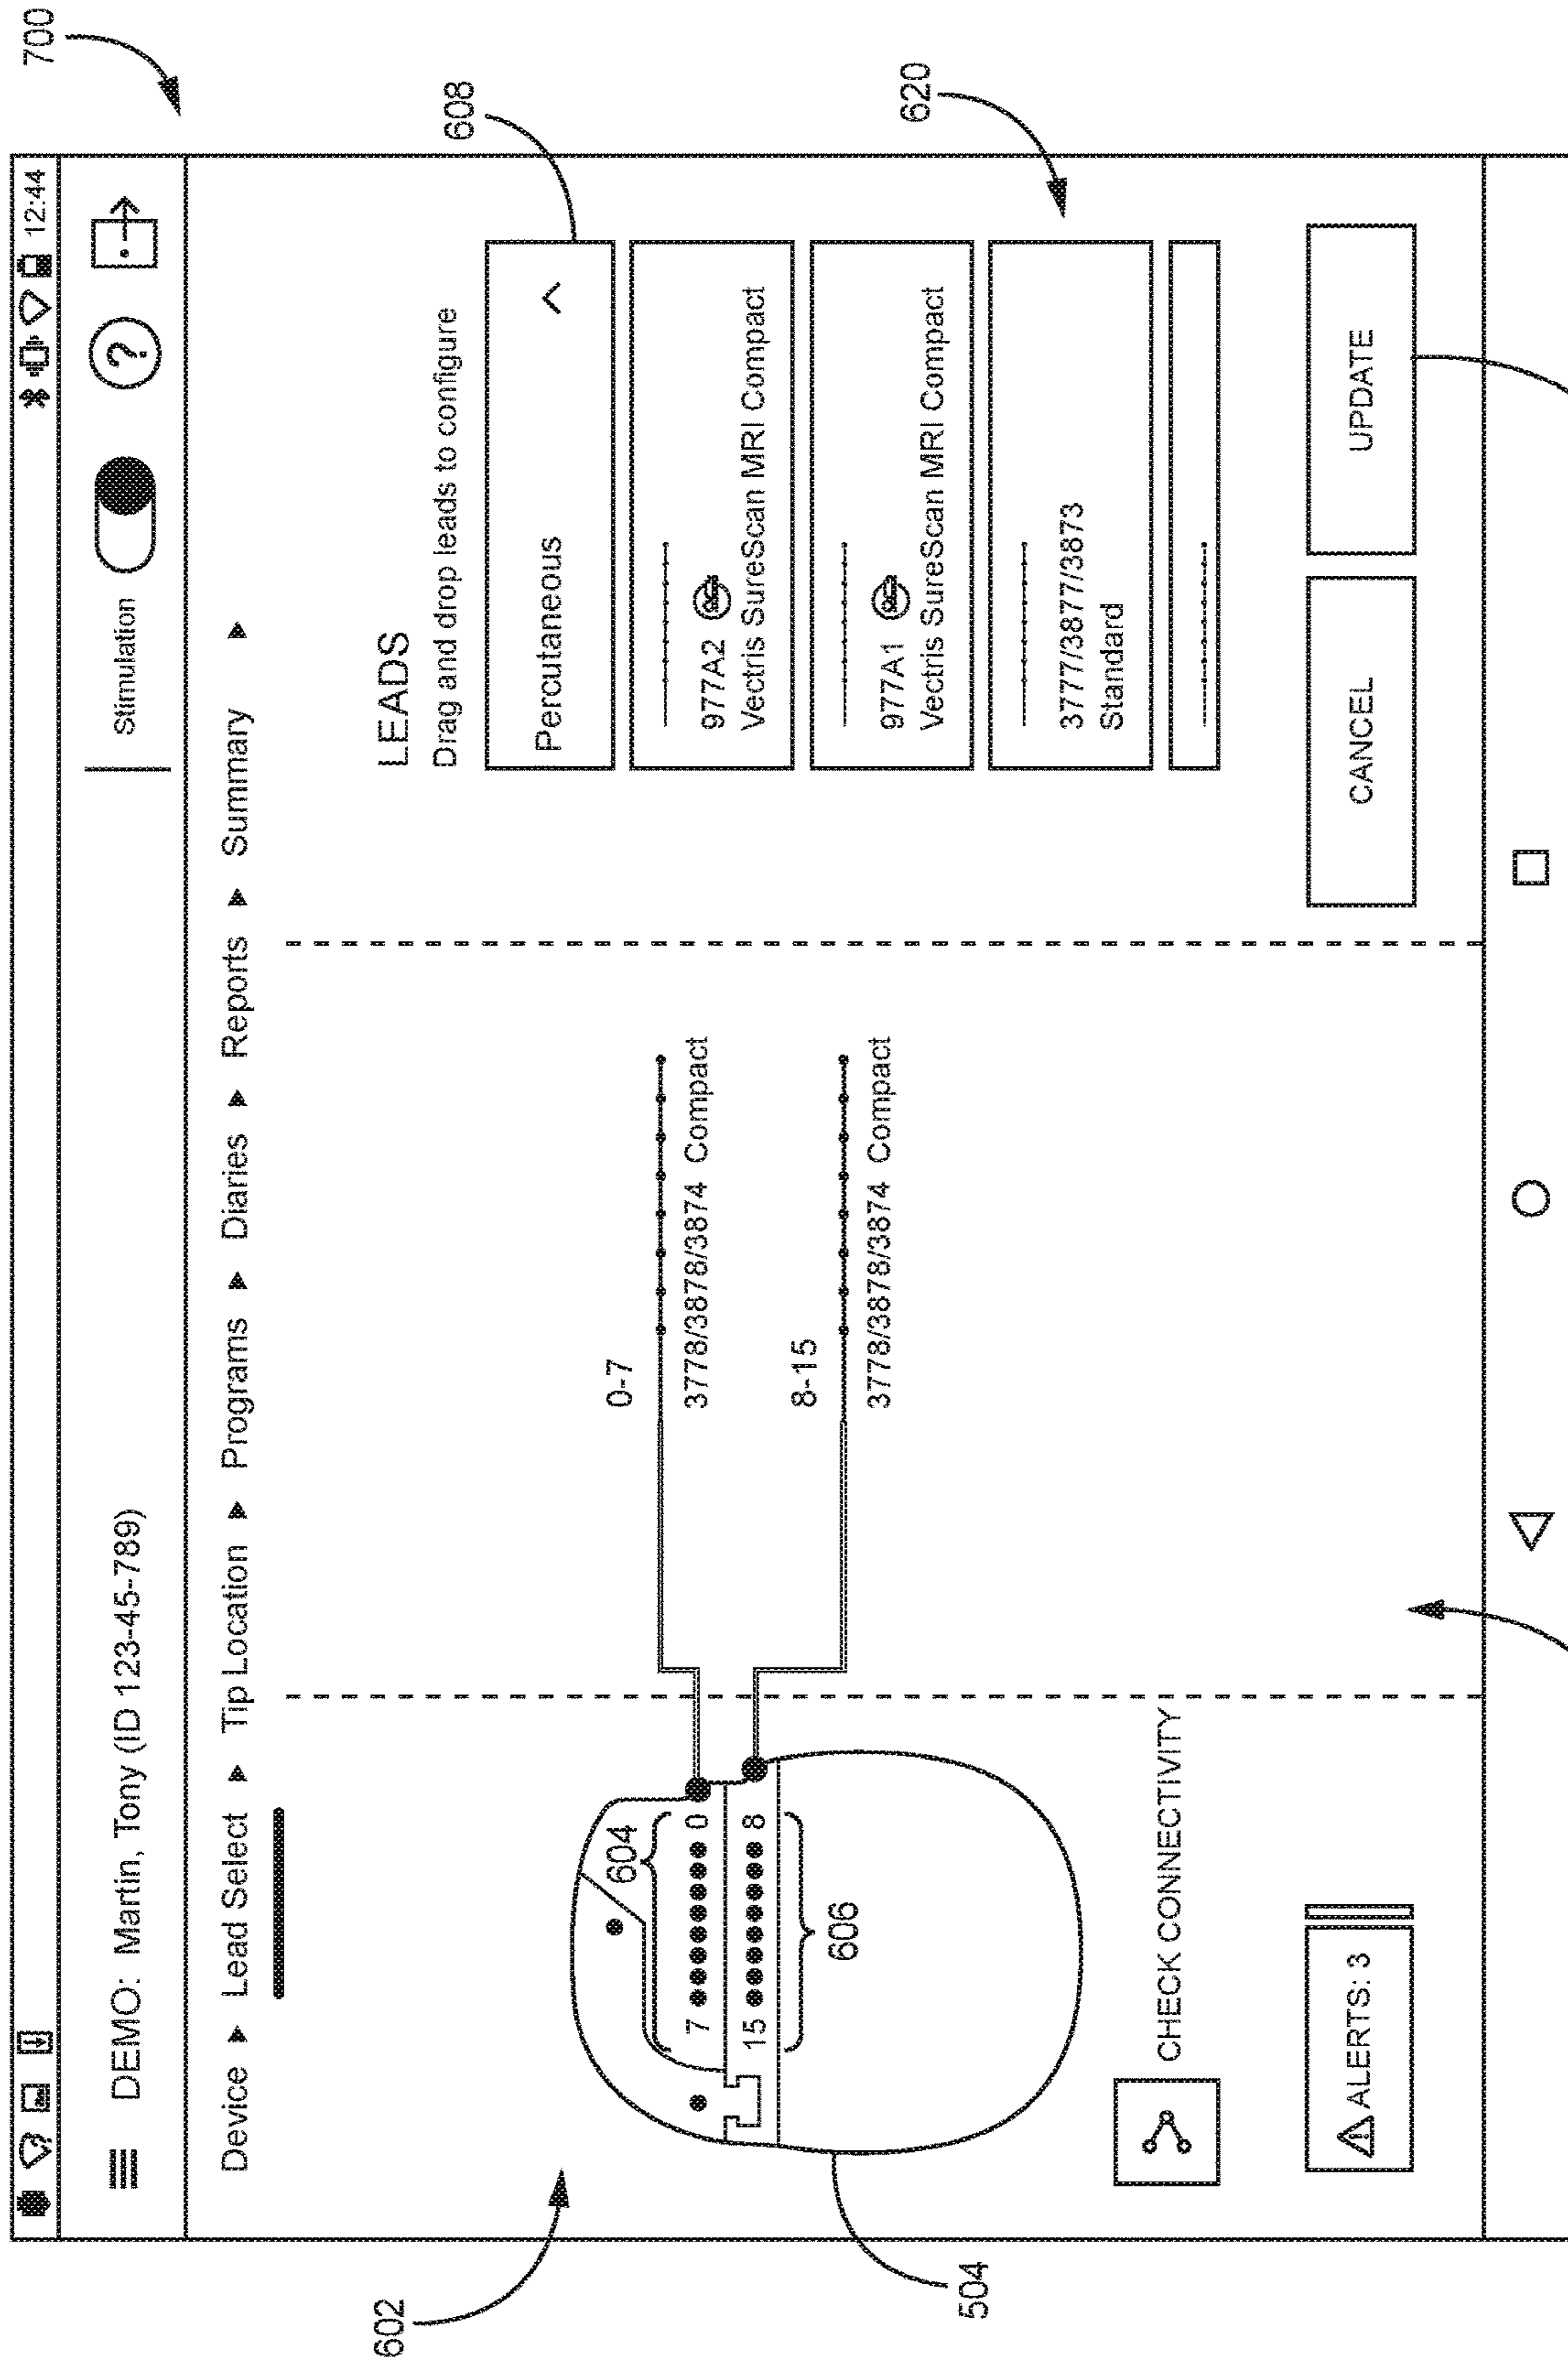 700
12:44
DEMO: Martin, Tony (ID 123-45-789)
Stimulation
?
Device ▶ Lead Select ▶ Tip Location ▶ Programs ▶ Diaries ▶ Reports ▶ Summary ▶
602
504
604
7 0
15 8
606
0-7
3778/3878/3874 Compact
8-15
3778/3878/3874 Compact
LEADS
Drag and drop leads to configure
608
Percutaneous
977A2
Vectris SureScan MRI Compact
977A1
Vectris SureScan MRI Compact
620
3777/3877/3873
Standard
CHECK CONNECTIVITY
ALERTS: 3
CANCEL
UPDATE